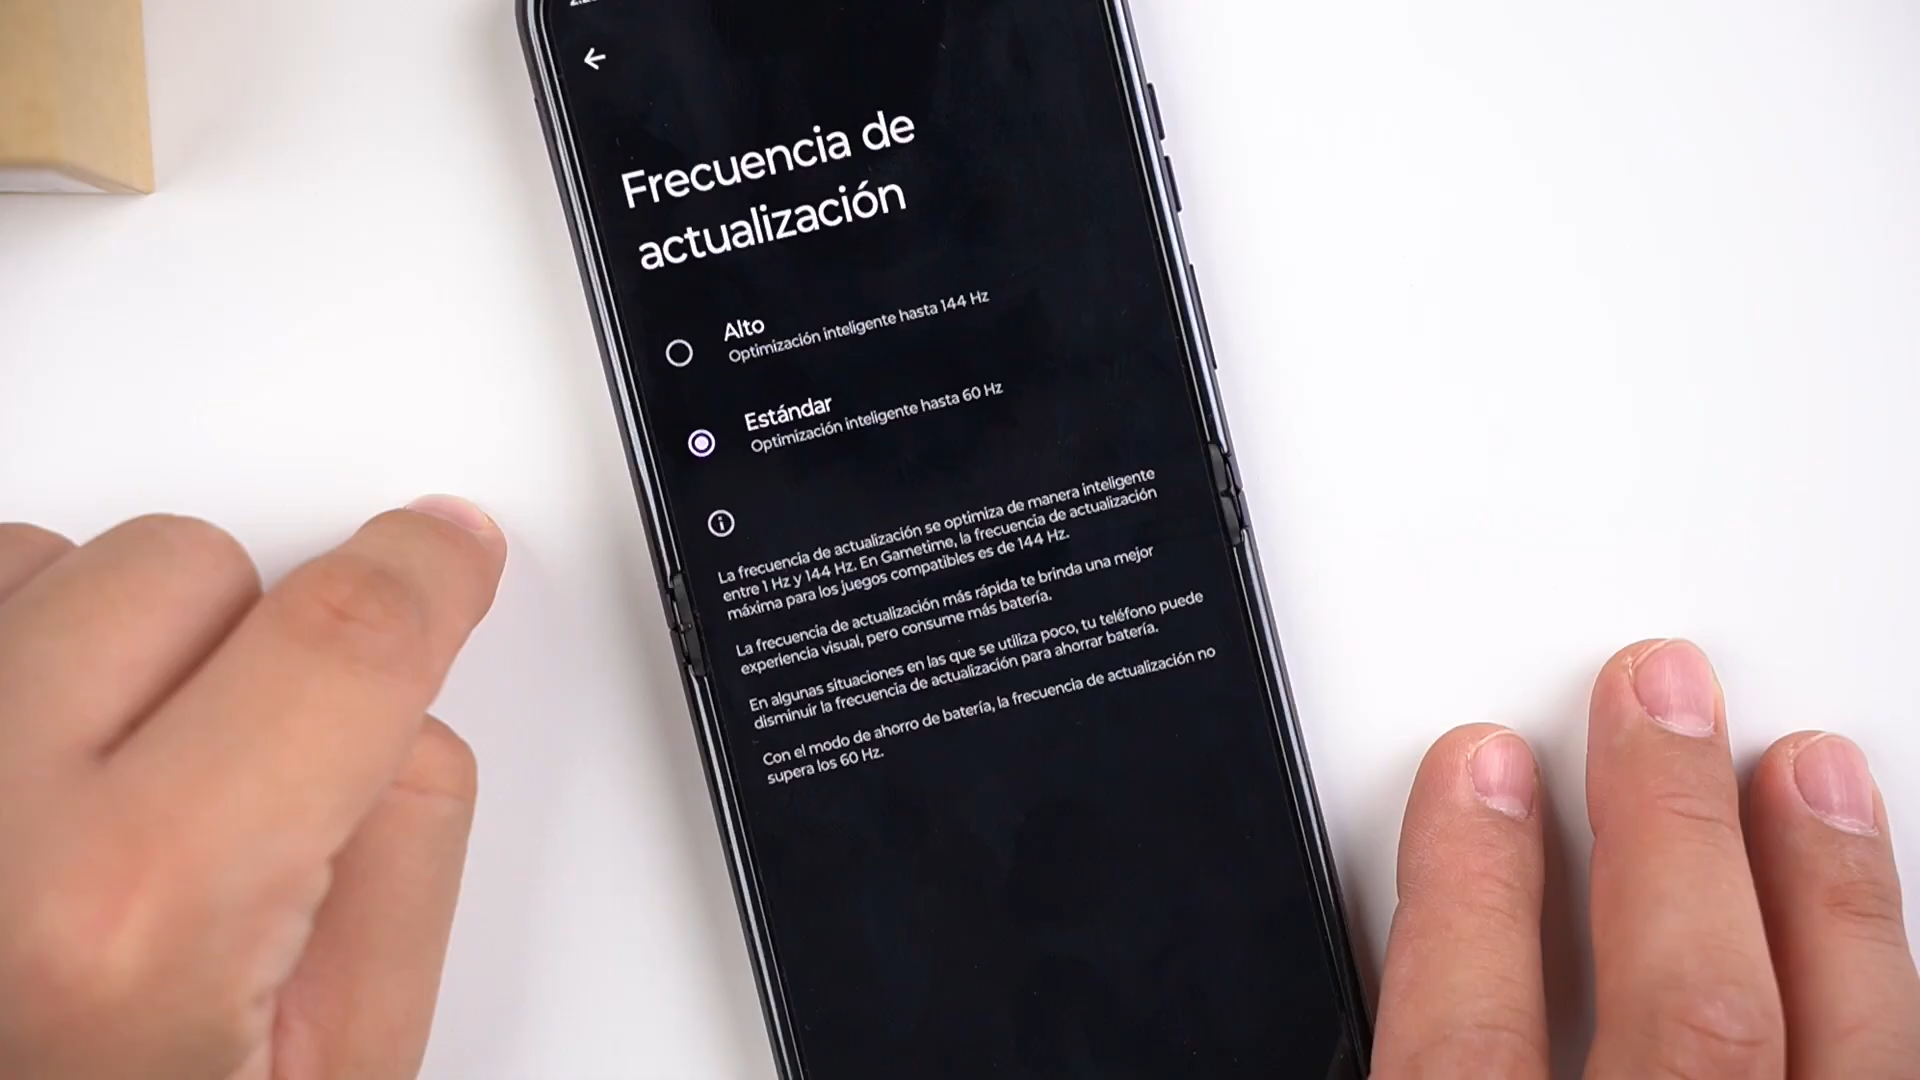 Frecuencia de
actualización
Alto
Optimización inteligente hasta 144 Hz
Estándar
Optimización inteligente hasta 60 Hz
La frecuencia de actualización se optimiza de manera inteligente
entre 1 Hz y 144 Hz. En Gametime, la frecuencia de actualización
máxima para los juegos compatibles es de 144 Hz.
La frecuencia de actualización más rápida te brinda una mejor
experiencia visual, pero consume más batería.
En algunas situaciones en las que se utiliza poco, tu teléfono puede
disminuir la frecuencia de actualización para ahorrar batería.
Con el modo de ahorro de batería, la frecuencia de actualización no
supera los 60 Hz.